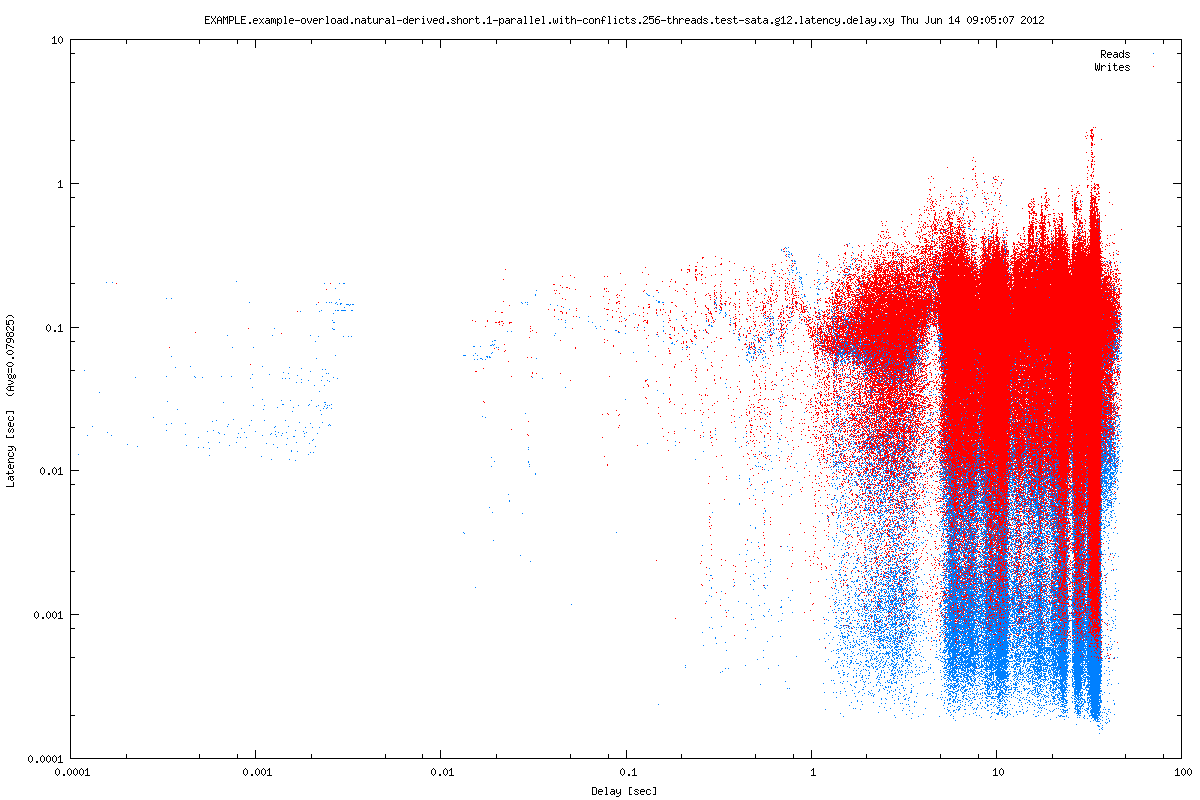 EXAMPLE.example-overload.natural-derived.short.1-parallel.with-conflicts.256-threads.test-sata.g12.latency.delay.xy Thu Jun 14 09:05:07 2012
Reads
Writes
10
1
0.1
0.01
0.001
0.0001
Latency [sec] (Avg=0.079825)
0.0001 0.001 0.01 0.1 1 10 100
Delay [sec]